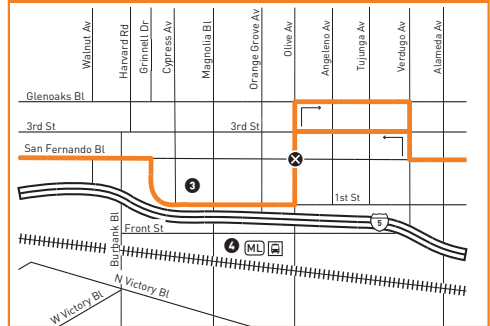 Walnut Av
Harvard Rd
Grinnell Dr
Cypress Av
Magnolia Bl
Orange Grove Av
Olive Av
Angeleno Av
Tujunga Av
Verdugo Av
Alameda Av
Glenoaks Bl
3rd St
3rd St
San Fernando Bl
3
1st St
5
Burbank Bl
Front St
4
ML
N Victory Bl
W Victory Bl